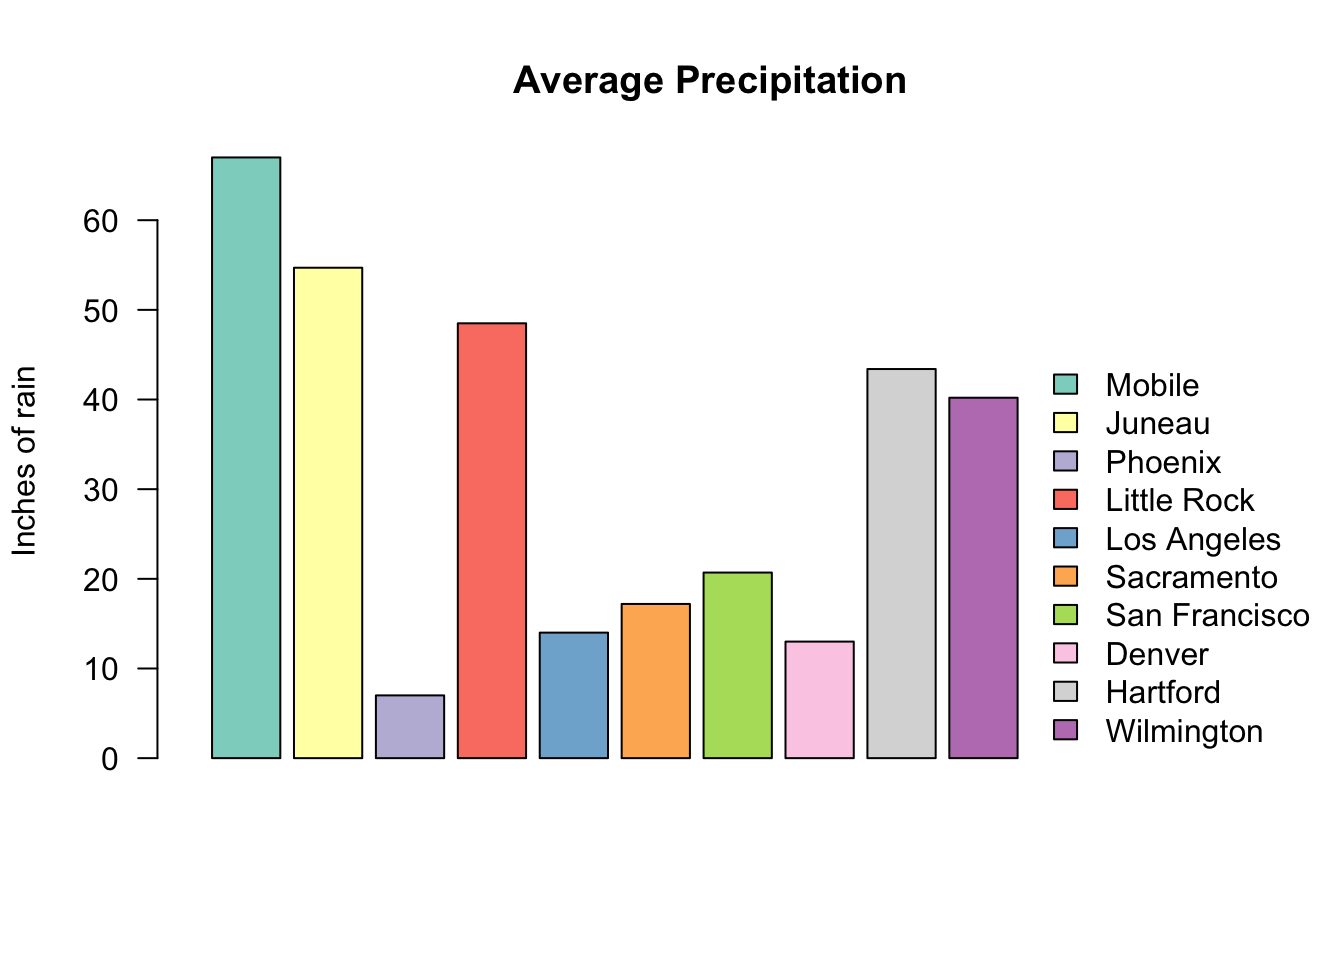 Average Precipitation
Inches of rain
60
50
40
30
20
10
0
Mobile
Juneau
Phoenix
Little Rock
Los Angeles
Sacramento
San Francisco
Denver
Hartford
Wilmington